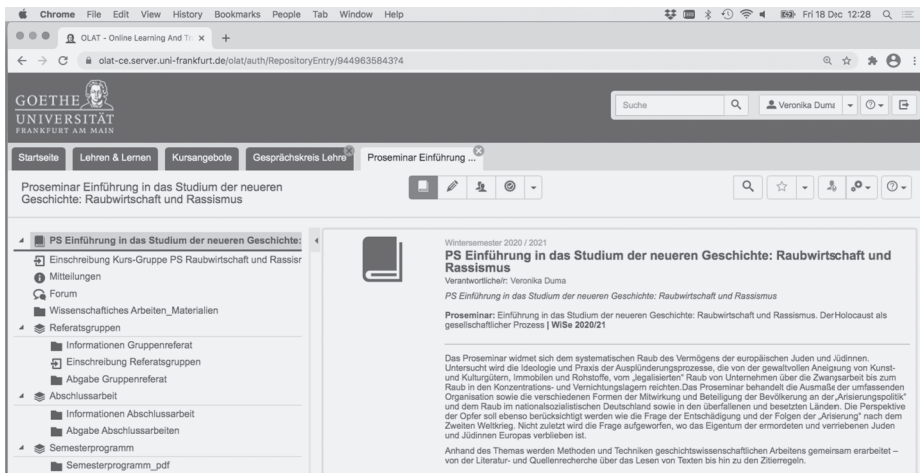 Chrome File Edit View History Bookmarks People Tab Window Help Fri 18 Dec 12:28
OLAT - Online Learning And Tr
olat-ce.server.uni-frankfurt.de/olat/auth/RepositoryEntry/9449635843?4
GOETHE
UNIVERSITÄT
FRANKFURT AM MAIN
Suche Veronika Duma
Startseite Lehren & Lernen Kursangebote Gesprächskreis Lehre Proseminar Einführung ...
Proseminar Einführung in das Studium der neueren
Geschichte: Raubwirtschaft und Rassismus
PS Einführung in das Studium der neueren Geschichte:
Einschreibung Kurs-Gruppe PS Raubwirtschaft und Rassisr
Mitteilungen
Forum
Wissenschaftiches Arbeiten_Materialien
Referatsgruppen
Informationen Gruppenreferat
Einschreibung Referatsgruppen
Abgabe Gruppenreferat
Abschlussarbeit
Informationen Abschlussarbeit
Abgabe Abschlussarbeiten
Semesterprogramm
Semesterprogramm_pdf
Wintersemester 2020 / 2021
PS Einführung in das Studium der neueren Geschichte: Raubwirtschaft und
Rassismus
Verantwortliche/r: Veronika Duma
PS Einführung in das Studium der neueren Geschichte: Raubwirtschaft und Rassismus
Proseminar: Einführung in das Studium der neueren Geschichte: Raubwirtschaft und Rassismus. DerHolocaust als
gesellschaftlicher Prozess | WiSe 2020/21
Das Proseminar widmet sich dem systematischen Raub des Vermögens der europäischen Juden und Jüdinnen.
Untersucht wird die Ideologie und Praxis der Ausplünderungsprozesse, die von der gewaltvollen Aneignung von Kunst-
und Kulturgütern, Immobilen und Rohstoffe, vom „legalisierten" Raub von Unternehmen über die Zwangsarbeit bis zum
Raub in den Konzentrations- und Vernichtungslagern reichten.Das Proseminar behandelt die Ausmaße der umfassenden
Organisation sowie die verschiedenen Formen der Mitwirkung und Beteiligung der Bevölkerung an der„Arisierungspolitik"
und dem Raub im nationalsozialistischen Deutschland sowie in den überfallenen und besetzten Ländern. Die Perspektive
der Opfer soll ebenso berücksichtigt werden wie die Frage der Entschädigung und der Folgen der „Arisierung" nach dem
Zweiten Weltkrieg. Nicht zuletzt wird die Frage aufgeworfen, wo das Eigentum der ermordeten und verriebenen Juden
und Jüdinnen Europas verblieben ist.
Anhand des Themas werden Methoden und Techniken geschichtswissenschaftlichen Arbeitens gemeinsam erarbeitet –
von der Literatur- und Quellenrecherche über das Lesen von Texten bis hin zu den Zitierregeln.